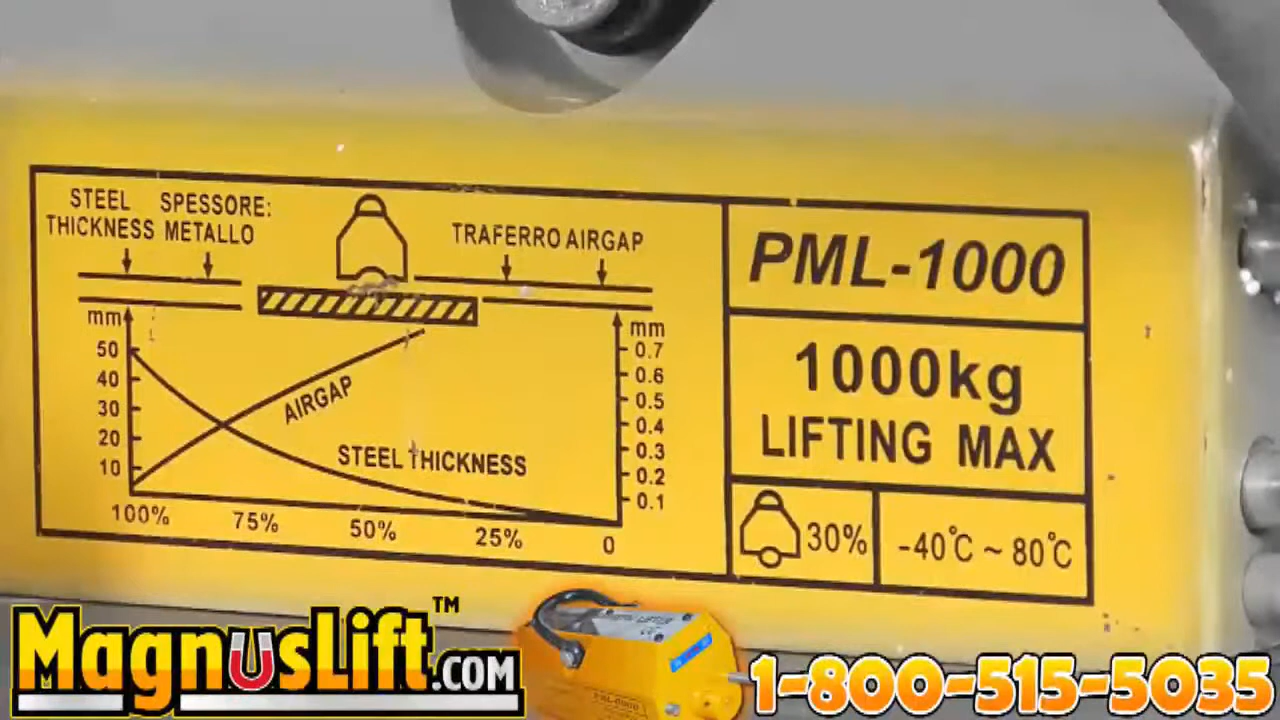 STEEL SPESSORE:
THICKNESS METALLO
TRAFERRO AIRGAP
mm
50
40
30
20
10
AIRGAP
STEEL THICKNESS
mm
0.7
0.6
0.5
0.4
0.3
0.2
0.1
100% 75% 50% 25% 0
PML-1000
1000kg
LIFTING MAX
30%
-40°C ~ 80°C
MagnusLift.com™
1-800-515-5035